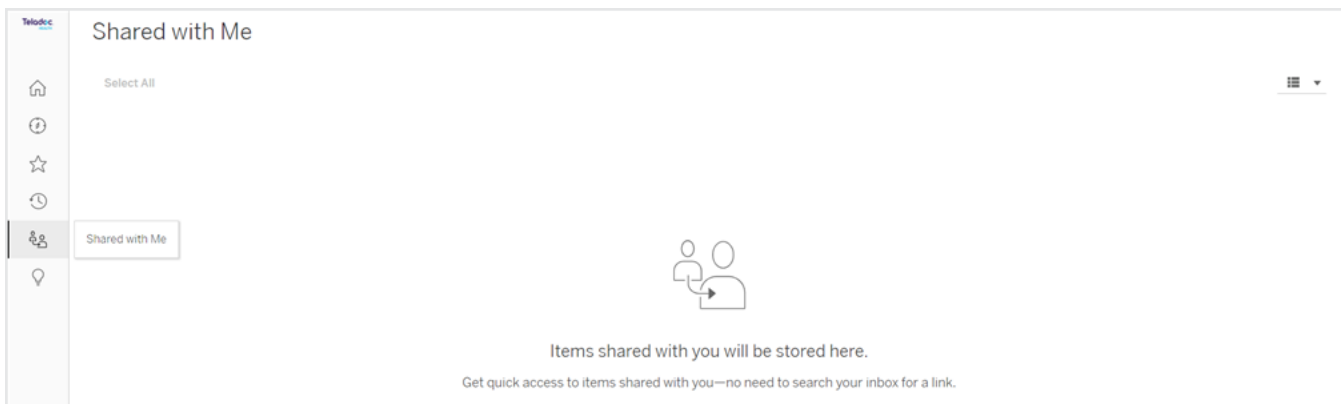 Teladoc
HEALTH
Shared with Me
Select All
Shared with Me
Items shared with you will be stored here.
Get quick access to items shared with you—no need to search your inbox for a link.